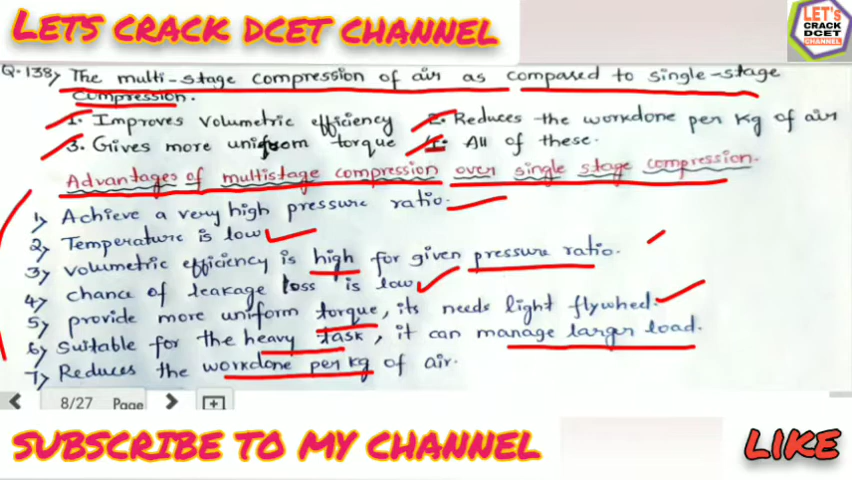 LETS CRACK DCET CHANNEL
LET'S
CRACK
DCET
CHANNEL
Q.138) The multi-stage compression of air as compared to single-stage
compression.
1. Improves volumetric efficiency 2. Reduces the workdone per kg of air
3. Gives more uniform torque 4. All of these.
Advantages of multistage compression over single stage compression.
1) Achieve a very high pressure ratio.
2) Temperature is low
3) volumetric efficiency is high for given pressure ratio.
4) chance of leakage loss is low
5) provide more uniform torque, its needs light flywheel.
6) Suitable for the heavy task, it can manage larger load.
7) Reduces the workdone per kg of air.
8/27 Page
SUBSCRIBE TO MY CHANNEL
LIKE